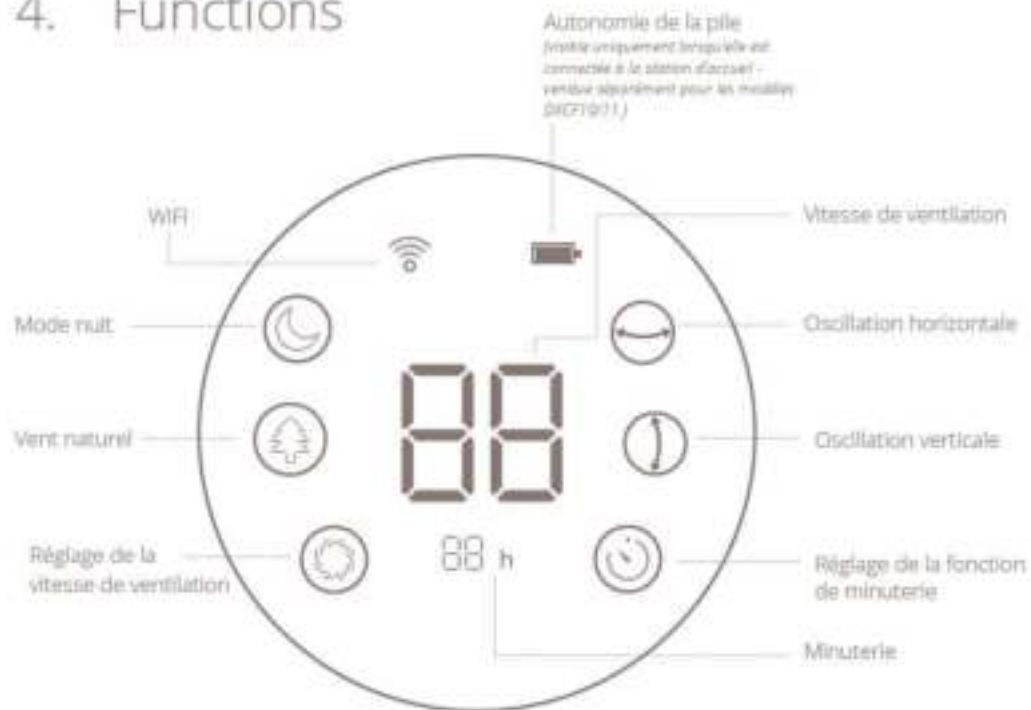 4. Functions
Autonomie de la pile
(visible uniquement lorsqu'elle est
connectée à la station d'accueil -
vendue séparément pour les modèles
WiFi
Vitesse de ventilation
Mode nuit
Oscillation horizontale
88
Vent naturel
Oscillation verticale
88 h
Réglage de la
vitesse de ventilation
Réglage de la fonction
de minuterie
Minuterie